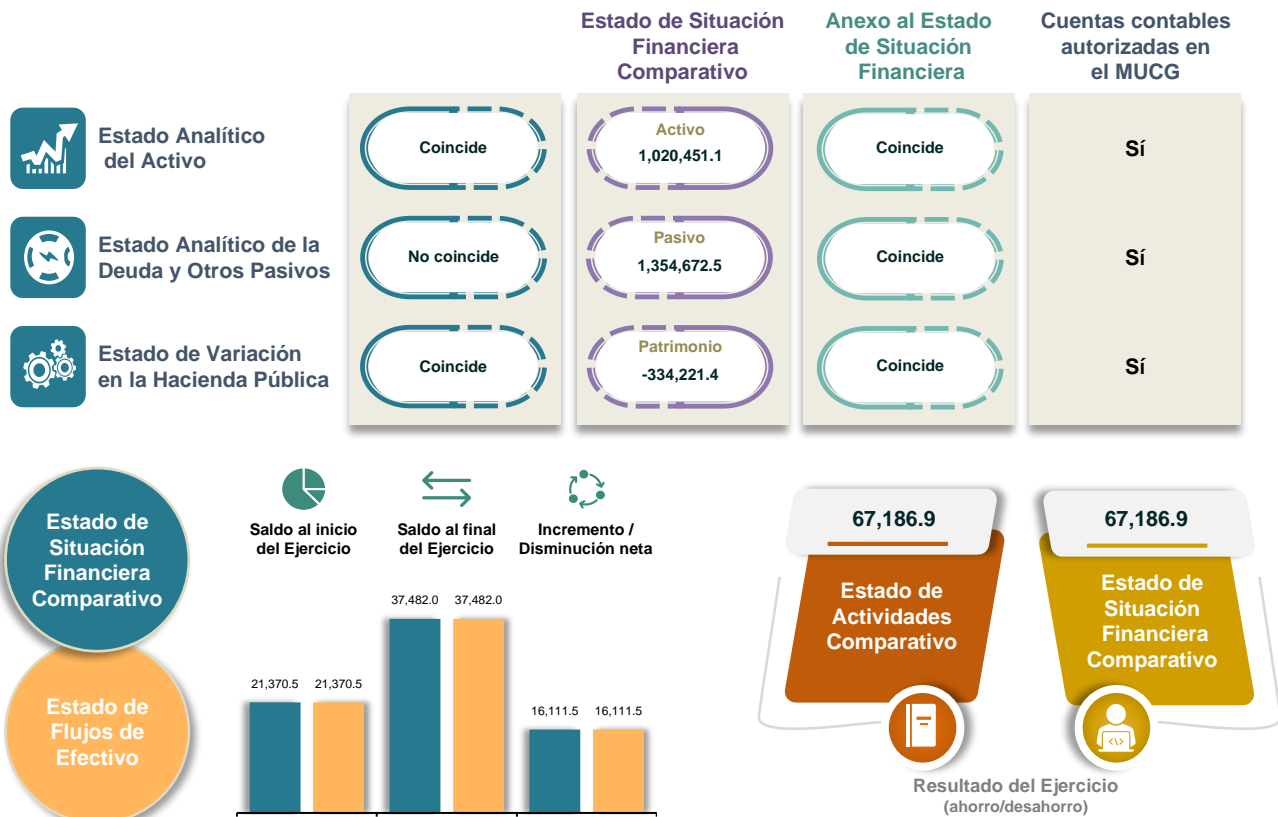 Estado de Situación
Financiera
Comparativo
Anexo al Estado
de Situación
Financiera
Cuentas contables
autorizadas en
el MUCG
Estado Analítico
del Activo
Coincide
Activo
1,020,451.1
Coincide
Sí
Estado Analítico de la
Deuda y Otros Pasivos
No coincide
Pasivo
1,354,672.5
Coincide
Sí
Estado de Variación
en la Hacienda Pública
Coincide
Patrimonio
-334,221.4
Coincide
Sí
Estado de
Situación
Financiera
Comparativo
Estado de
Flujos de
Efectivo
Saldo al inicio
del Ejercicio
Saldo al final
del Ejercicio
Incremento /
Disminución neta
21,370.5 21,370.5
37,482.0 37,482.0
16,111.5 16,111.5
67,186.9
Estado de
Actividades
Comparativo
67,186.9
Estado de
Situación
Financiera
Comparativo
Resultado del Ejercicio
(ahorro/desahorro)